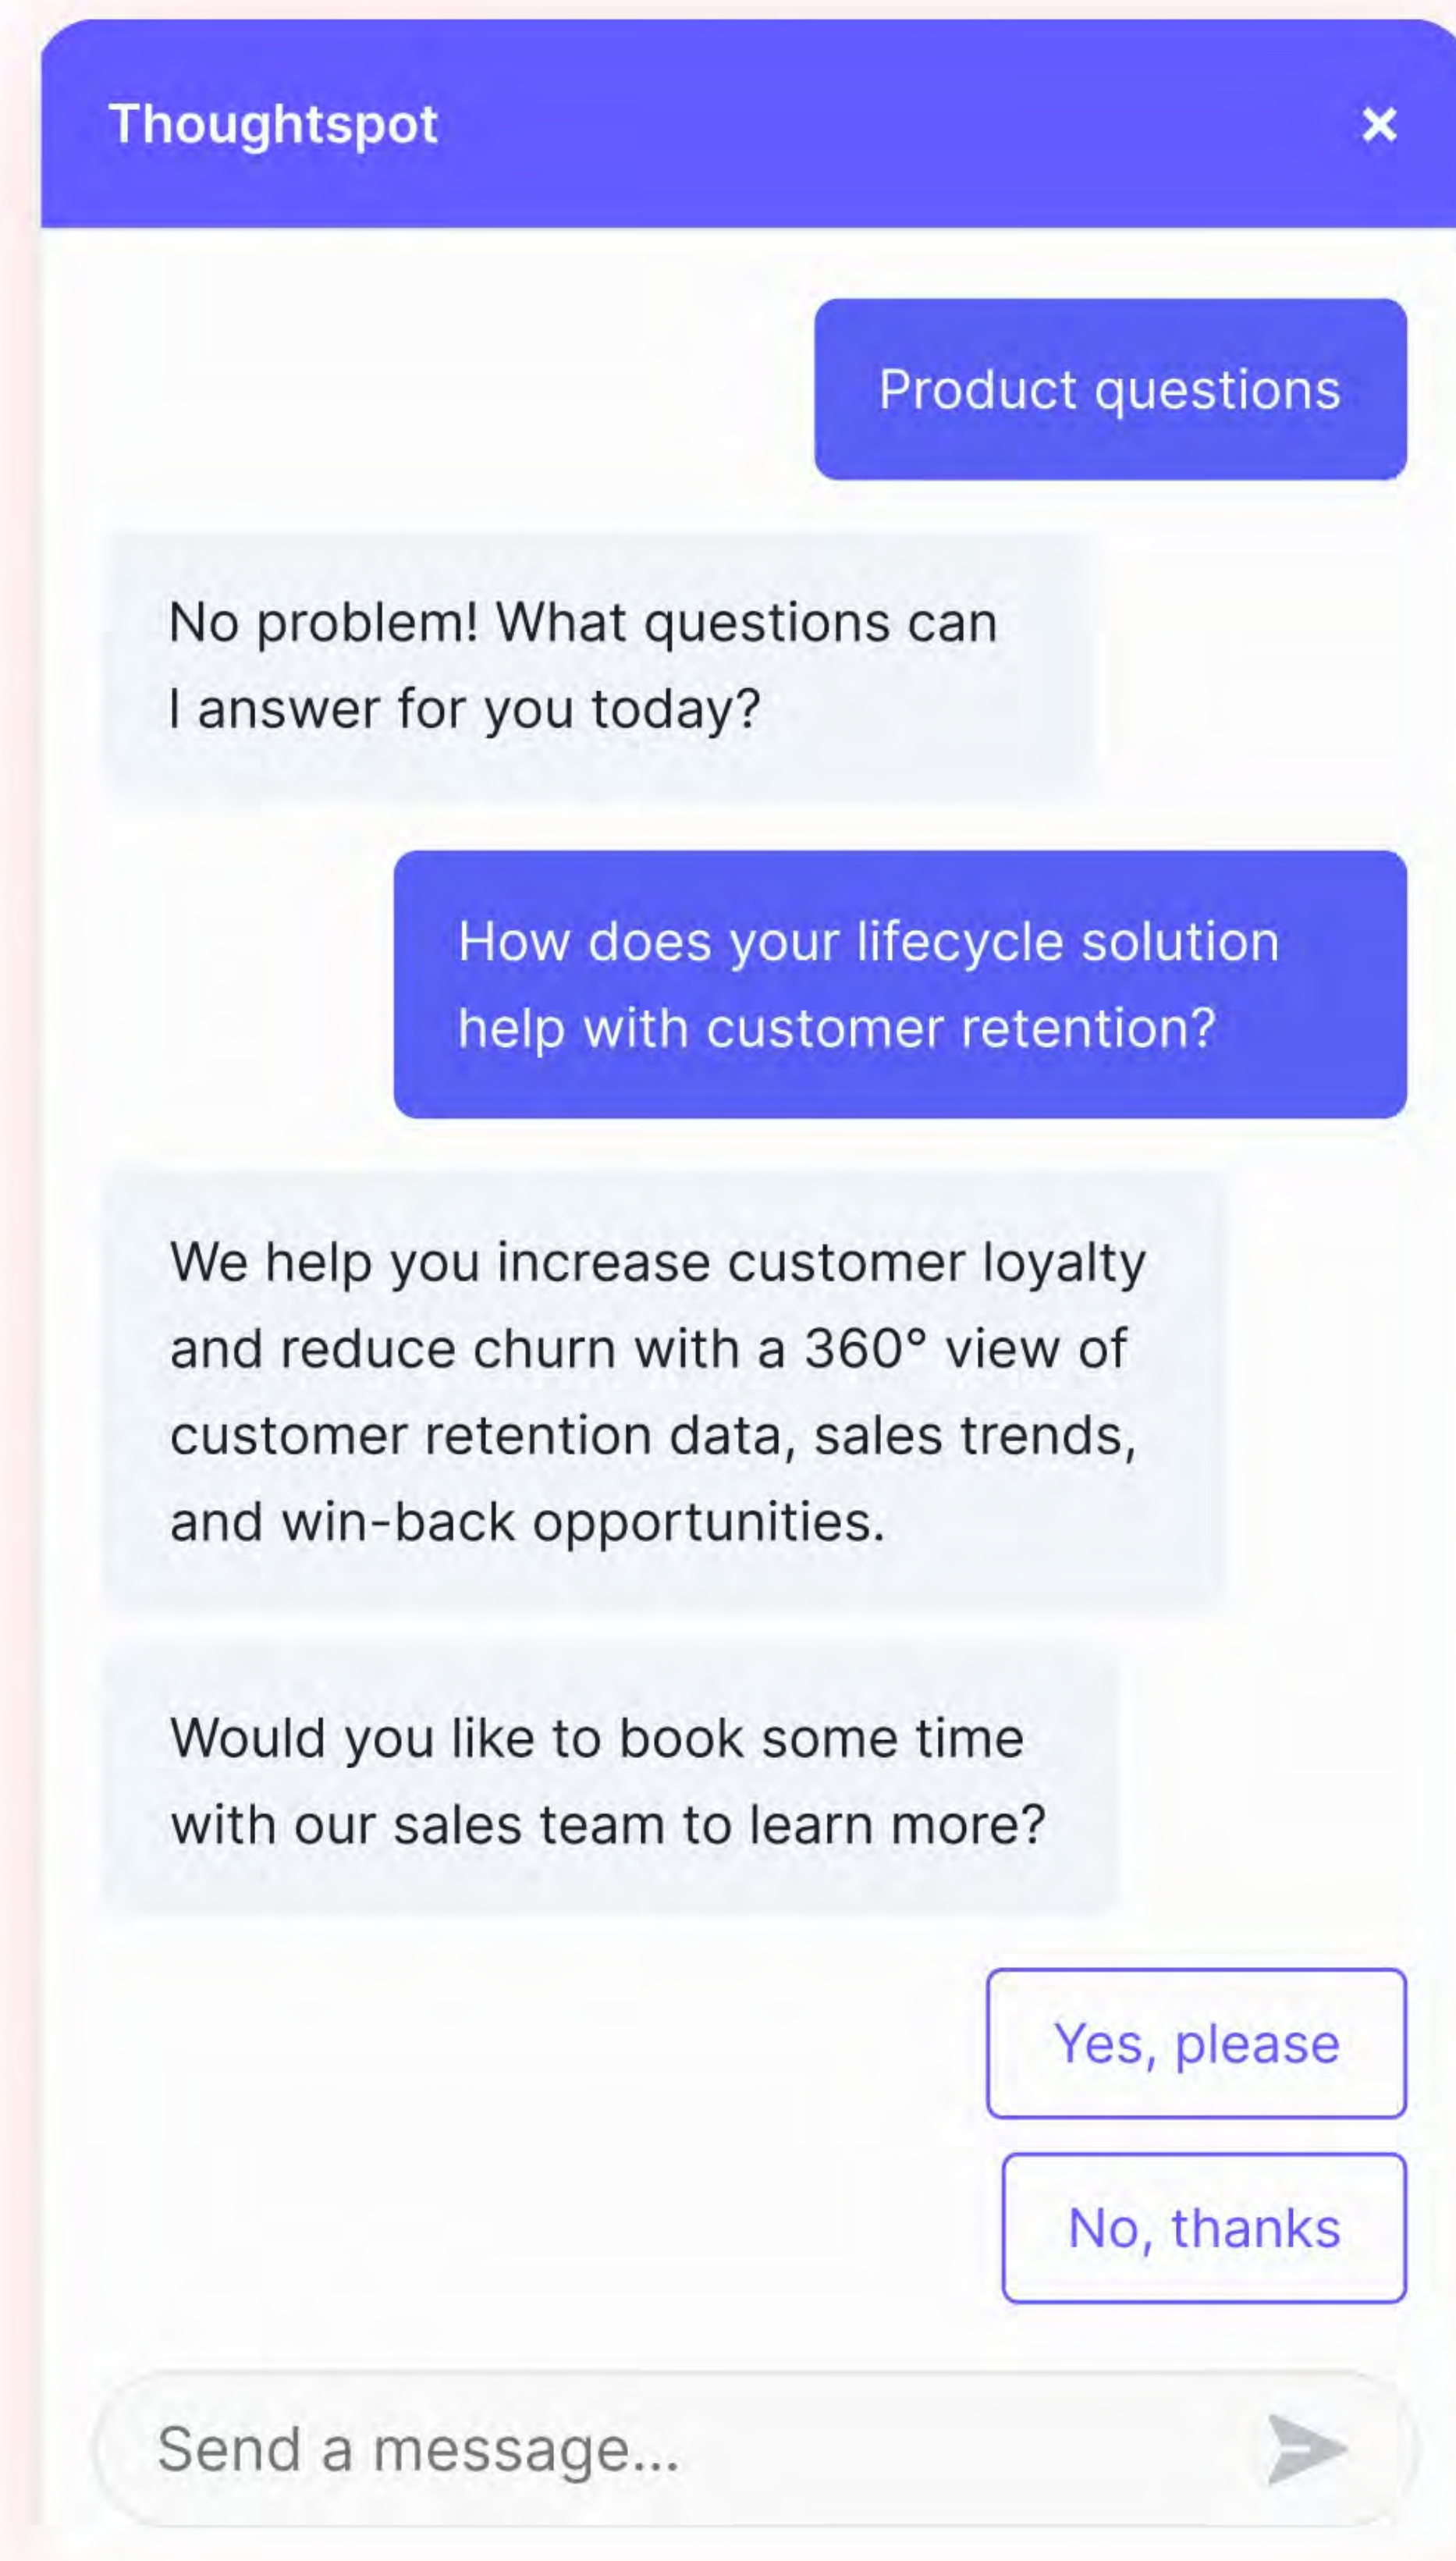 Thoughtspot
Product questions
No problem! What questions can
I answer for you today?
How does your lifecycle solution
help with customer retention?
We help you increase customer loyalty
and reduce churn with a 360° view of
customer retention data, sales trends,
and win-back opportunities.
Would you like to book some time
with our sales team to learn more?
Yes, please
No, thanks
Send a message...